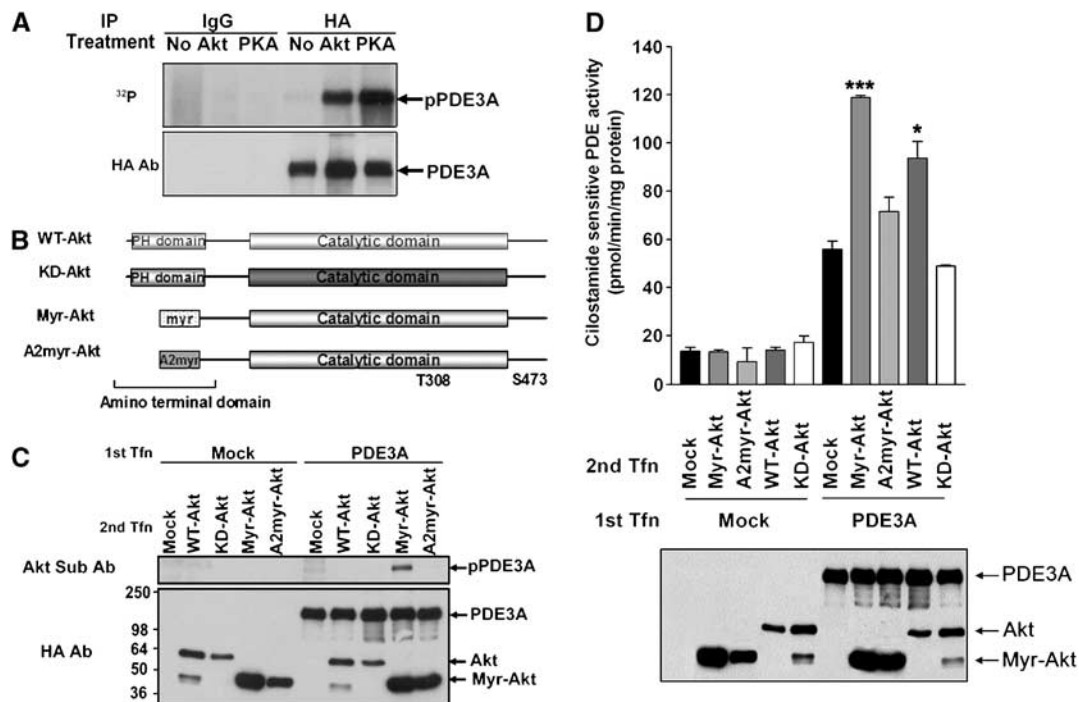 A
IP IgG HA
Treatment No Akt PKA No Akt PKA
32P pPDE3A
HA Ab PDE3A
B
WT-Akt PH domain Catalytic domain
KD-Akt PH domain Catalytic domain
Myr-Akt myr Catalytic domain
A2myr-Akt A2myr Catalytic domain
T308 S473
Amino terminal domain
C
1st Tfn Mock PDE3A
2nd Tfn Mock WT-Akt KD-Akt Myr-Akt A2myr-Akt Mock WT-Akt KD-Akt Myr-Akt A2myr-Akt
Akt Sub Ab pPDE3A
250
PDE3A
98
64
HA Ab 50 Akt
Myr-Akt
36
D
Cilostamide sensitive PDE activity
(pmol/min/mg protein)
140
120
100
80
60
40
20
0
***
*
2nd Tfn Mock Myr-Akt A2myr-Akt WT-Akt KD-Akt Mock Myr-Akt A2myr-Akt WT-Akt KD-Akt
1st Tfn Mock PDE3A
PDE3A
Akt
Myr-Akt